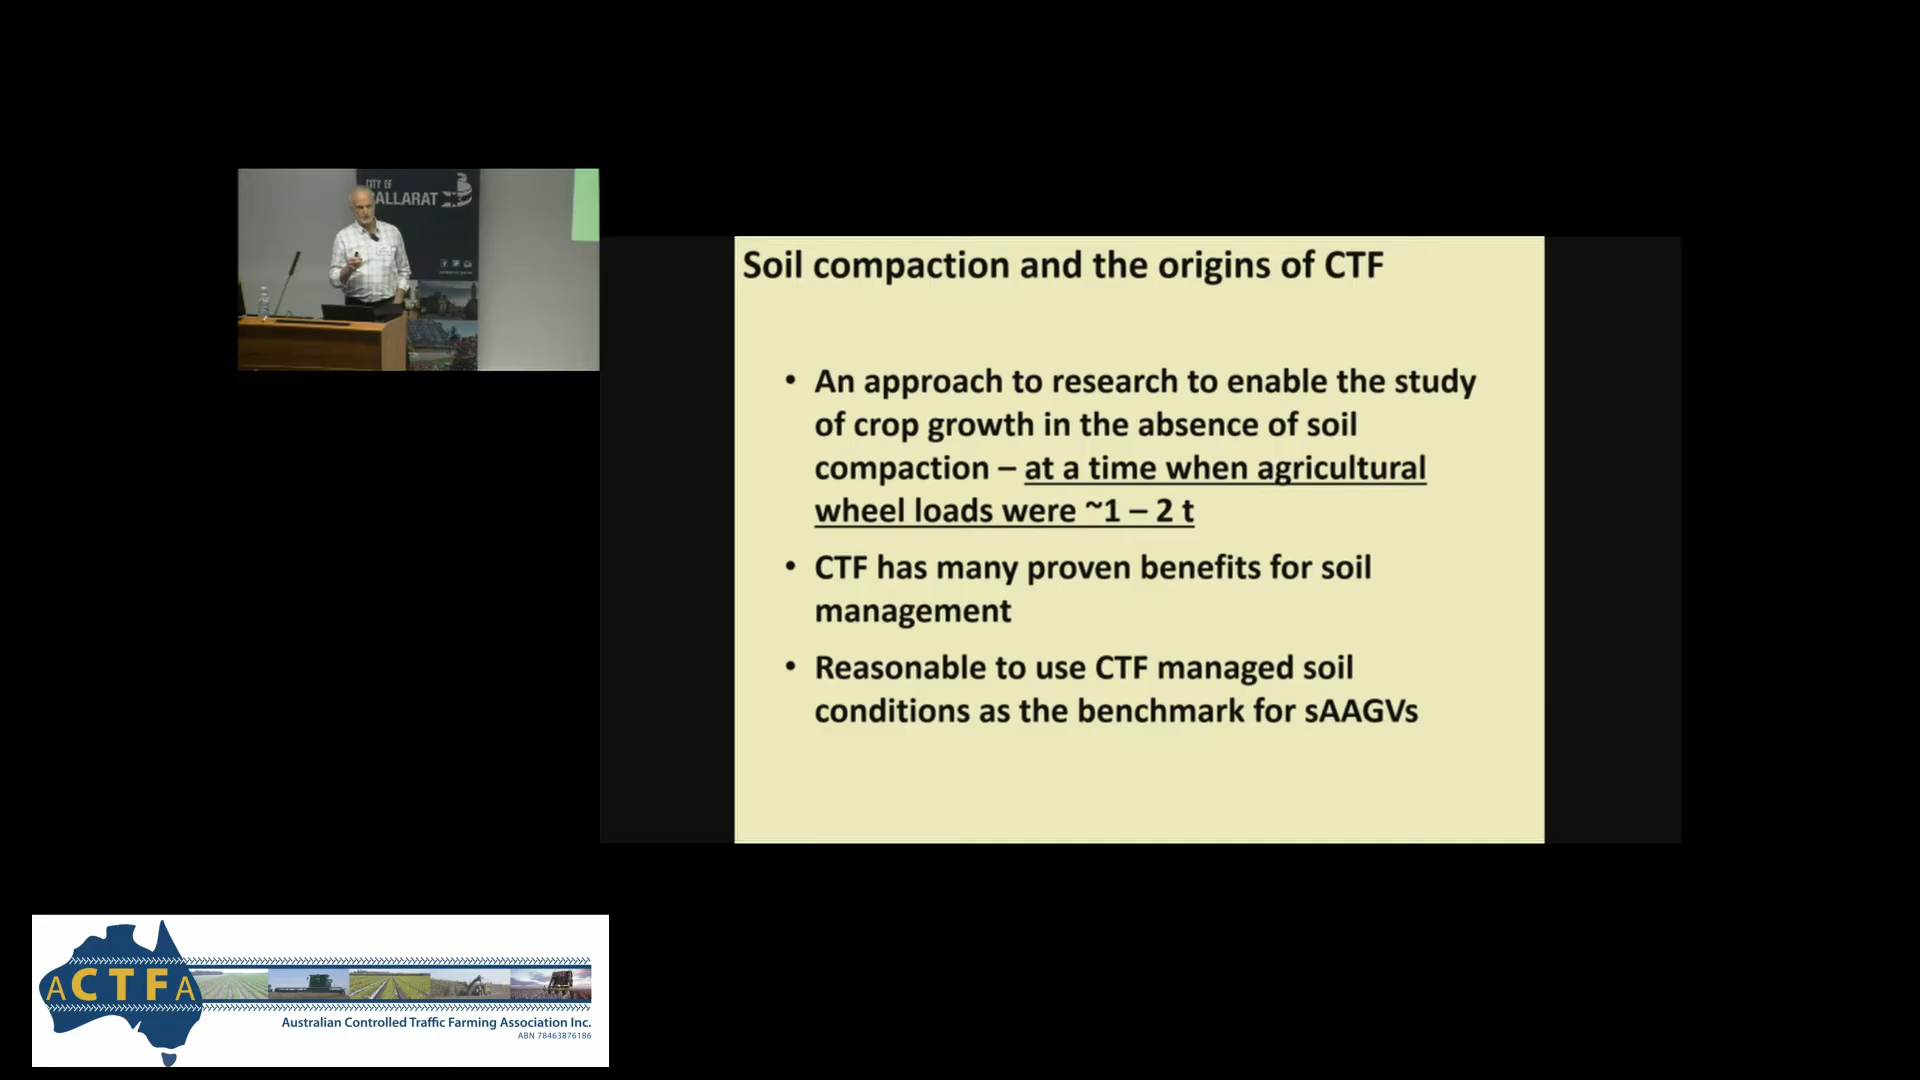 CITY OF
BALLARAT
Soil compaction and the origins of CTF
• An approach to research to enable the study
of crop growth in the absence of soil
compaction – at a time when agricultural
wheel loads were ~1 – 2 t
• CTF has many proven benefits for soil
management
• Reasonable to use CTF managed soil
conditions as the benchmark for sAAGVs
ACTFA
Australian Controlled Traffic Farming Association Inc.
ABN 78463876186